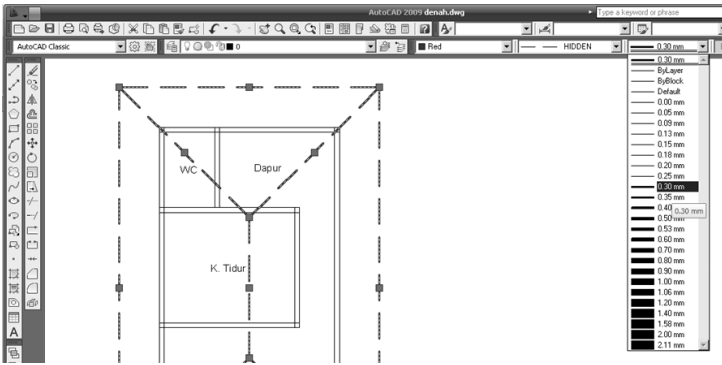 AutoCAD 2009 denah.dwg
Type a keyword or phrase
AutoCAD Classic
0
Red
HIDDEN
0.30 mm
0.30 mm
ByLayer
ByBlock
Default
0.00 mm
0.05 mm
0.09 mm
0.13 mm
0.15 mm
0.18 mm
0.20 mm
0.25 mm
0.30 mm
0.35 mm
0.40
0.30 mm
0.50
0.53 mm
0.60 mm
0.70 mm
0.80 mm
0.90 mm
1.00 mm
1.06 mm
1.20 mm
1.40 mm
1.58 mm
2.00 mm
2.11 mm
WC
Dapur
K. Tidur
A